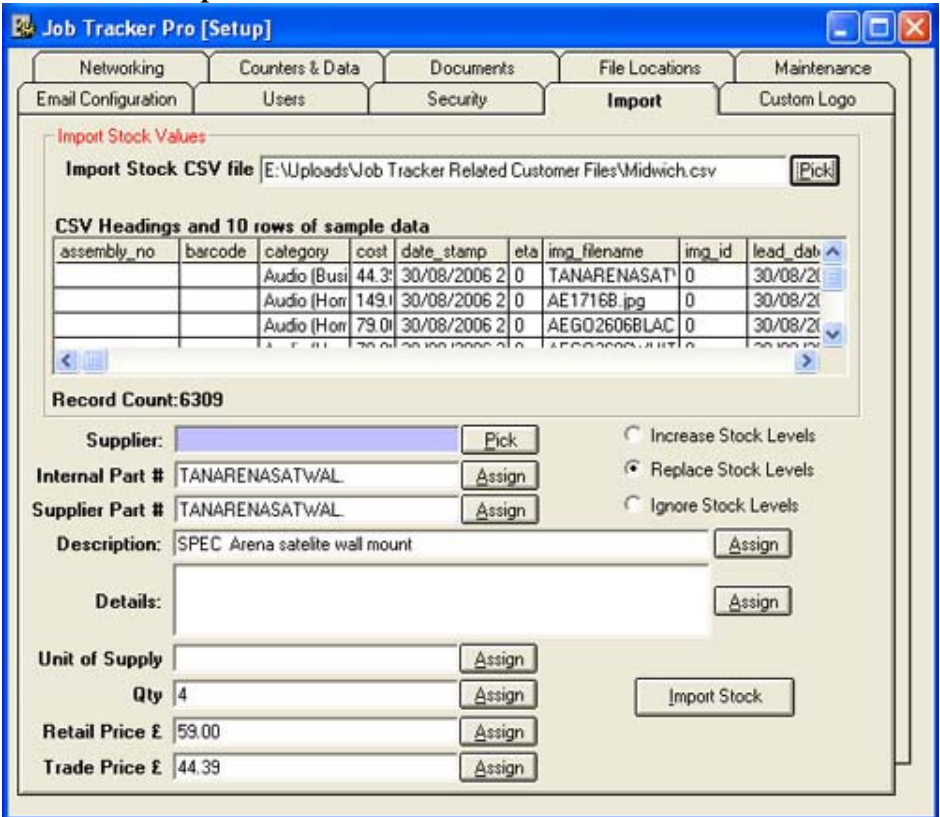 Job Tracker Pro [Setup]
Networking Counters & Data Documents File Locations Maintenance
Email Configuration Users Security Import Custom Logo
Import Stock Values
Import Stock CSV file E:\Uploads\Job Tracker Related Customer Files\Midwich.csv Pick
CSV Headings and 10 rows of sample data
assembly_no barcode category cost date_stamp eta img_filename img_id lead_date
Audio (Busi 44.3 30/08/2006 2 0 TANARENASAT 0 30/08/2
Audio (Hom 149. 30/08/2006 2 0 AE1716B.jpg 0 30/08/2
Audio (Hom 79.0 30/08/2006 2 0 AEGO2606BLAC 0 30/08/2
Record Count:6309
Supplier: Pick Increase Stock Levels
Internal Part # TANARENASATWAL. Assign Replace Stock Levels
Supplier Part # TANARENASATWAL. Assign Ignore Stock Levels
Description: SPEC Arena satelite wall mount Assign
Details: Assign
Unit of Supply Assign
Qty 4 Assign Import Stock
Retail Price £ 59.00 Assign
Trade Price £ 44.39 Assign